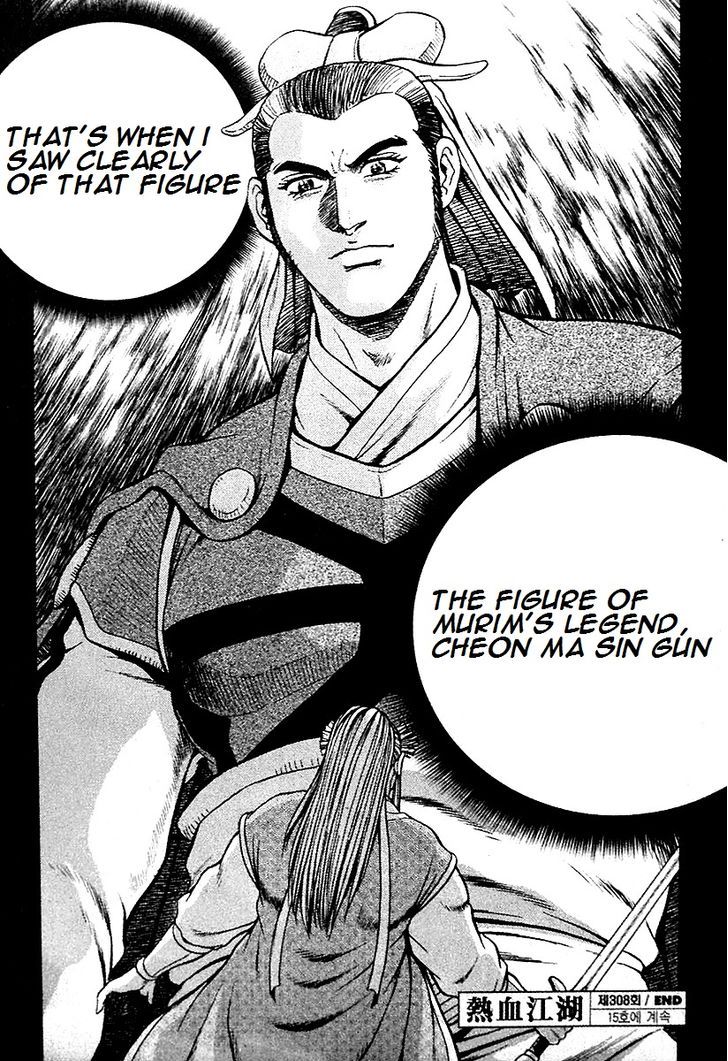 THAT'S WHEN I
SAW CLEARLY
OF THAT FIGURE
THE FIGURE OF
MURIM'S LEGEND,
CHEON MA SIN GUN
熱血江湖
제308회 / END
15호에 계속